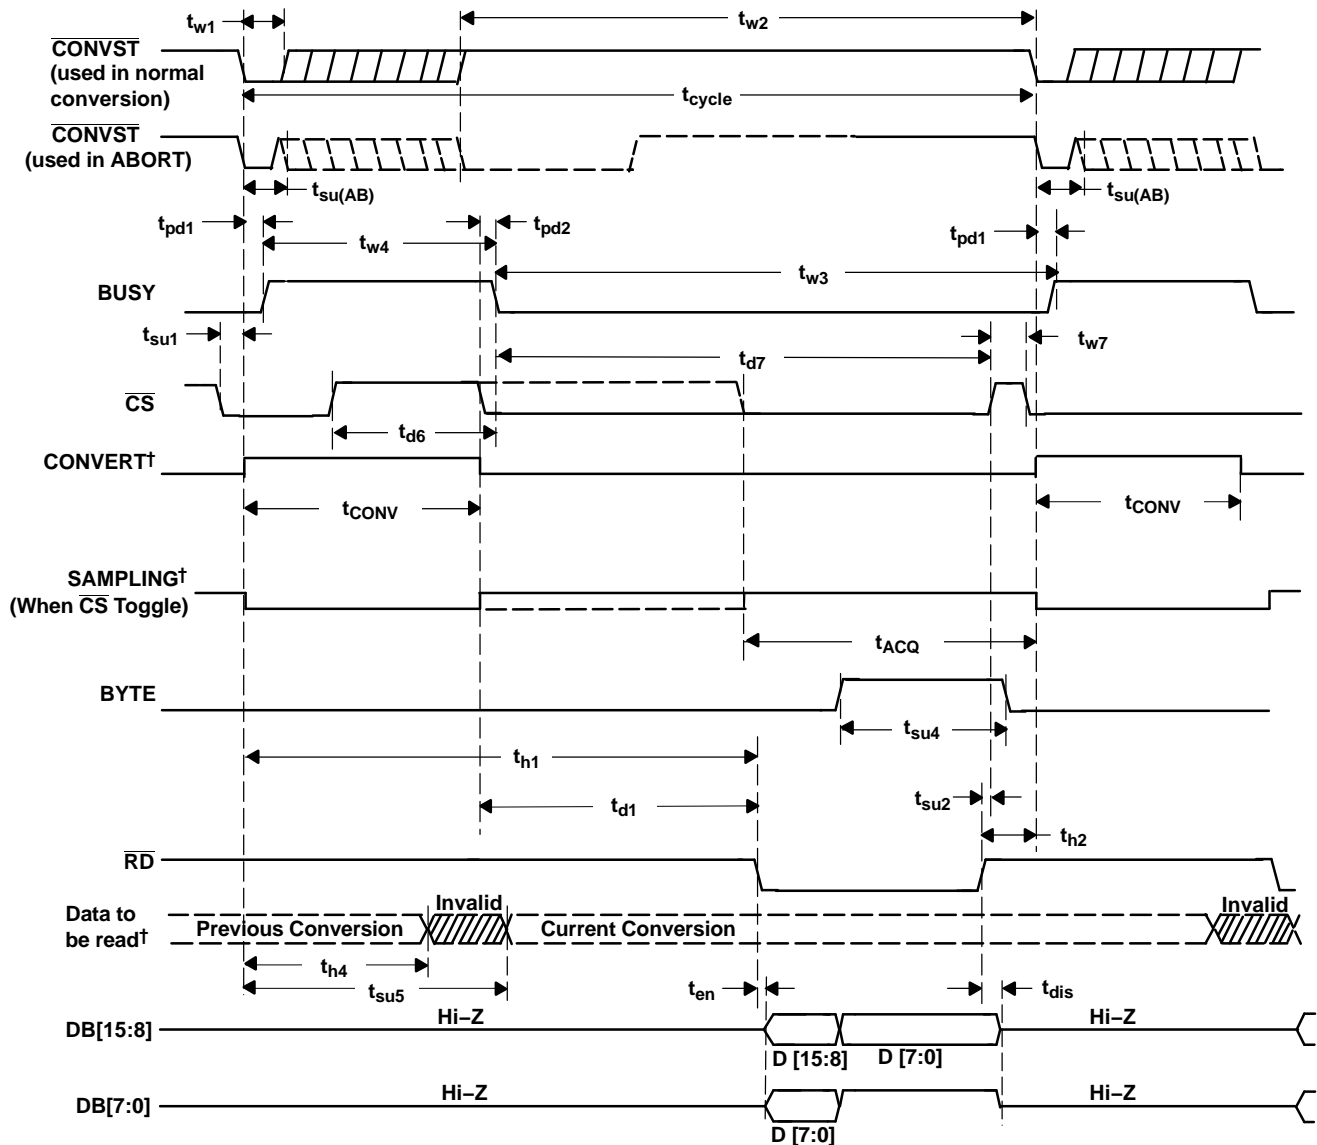 tw1
tw2
CONVST
(used in normal
conversion)
tcycle
CONVST
(used in ABORT)
tsu(AB)
tsu(AB)
tpd1
tw4
tpd2
tpd1
tw3
BUSY
tsu1
tw7
td7
CS
td6
CONVERT†
tCONV
tCONV
SAMPLING†
(When CS Toggle)
tACQ
BYTE
tsu4
th1
tsu2
td1
th2
RD
Invalid
Invalid
Data to
be read†
Previous Conversion
Current Conversion
th4
tsu5
ten
tdis
Hi–Z
Hi–Z
DB[15:8]
D [15:8]
D [7:0]
Hi–Z
Hi–Z
DB[7:0]
D [7:0]